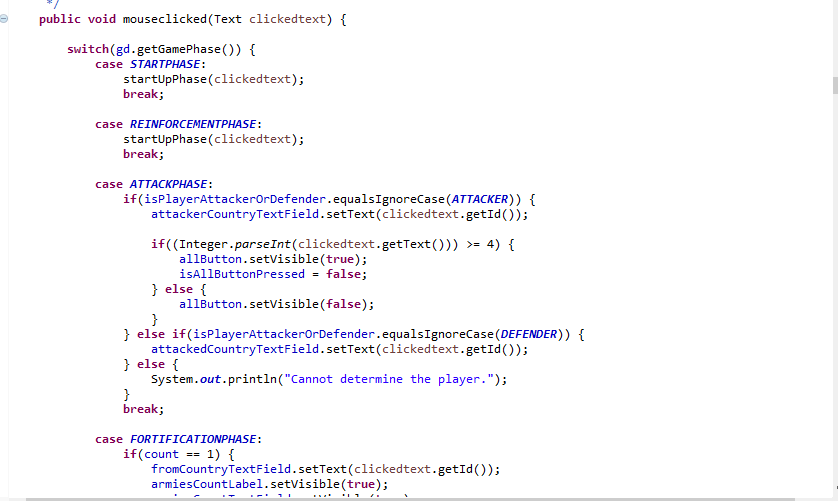 */
public void mouseclicked(Text clickedtext) {
switch(gd.getGamePhase()) {
case STARTPHASE:
startUpPhase(clickedtext);
break;
case REINFORCEMENTPHASE:
startUpPhase(clickedtext);
break;
case ATTACKPHASE:
if(isPlayerAttackerOrDefender.equalsIgnoreCase(ATTACKER)) {
attackerCountryTextField.setText(clickedtext.getId());
if((Integer.parseInt(clickedtext.getText())) >= 4) {
allButton.setVisible(true);
isAllButtonPressed = false;
} else {
allButton.setVisible(false);
}
} else if(isPlayerAttackerOrDefender.equalsIgnoreCase(DEFENDER)) {
attackedCountryTextField.setText(clickedtext.getId());
} else {
System.out.println("Cannot determine the player.");
}
break;
case FORTIFICATIONPHASE:
if(count == 1) {
fromCountryTextField.setText(clickedtext.getId());
armiesCountLabel.setVisible(true);